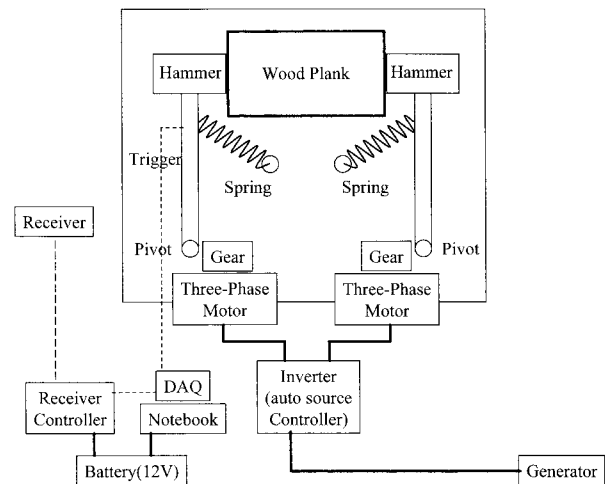 Hammer
Wood Plank
Hammer
Trigger
Spring
Spring
Receiver
Pivot
Gear
Gear
Pivot
Three-Phase
Motor
Three-Phase
Motor
Receiver
Controller
DAQ
Notebook
Inverter
(auto source
Controller)
Battery(12V)
Generator